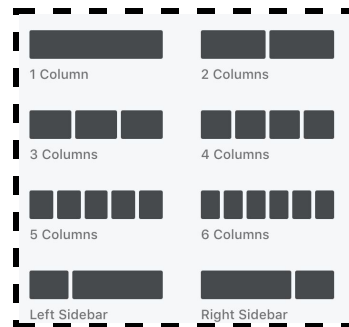 1 Column
2 Columns
3 Columns
4 Columns
5 Columns
6 Columns
Left Sidebar
Right Sidebar